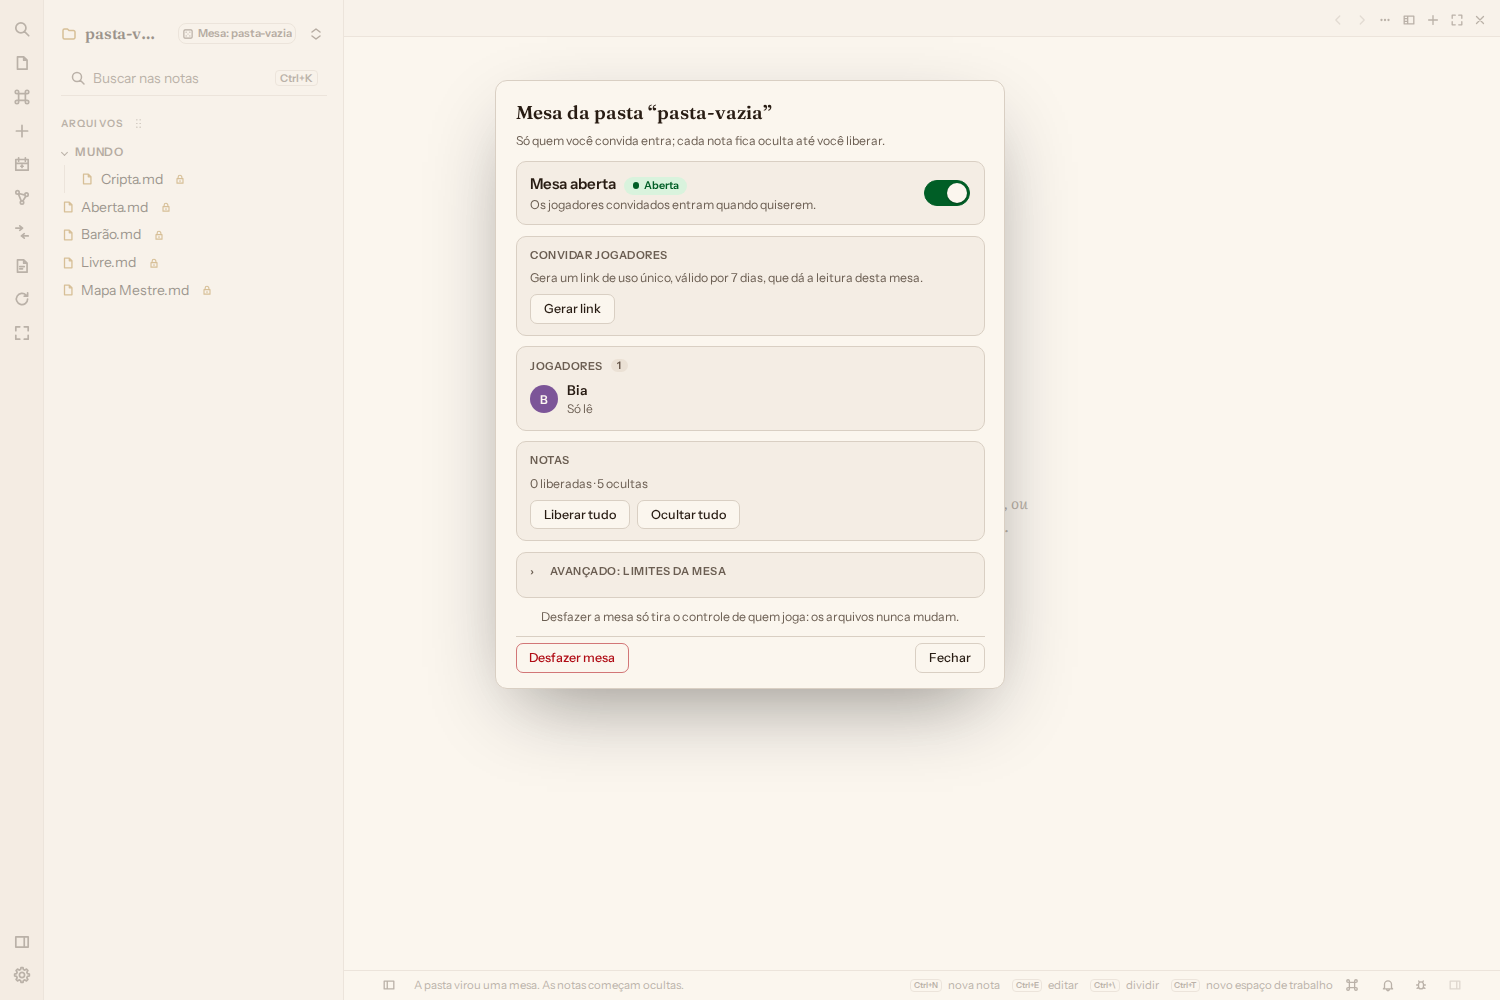 pasta-v...
Mesa: pasta-vazia
Buscar nas notas
Ctrl+K
ARQUIVOS
MUNDO
Cripta.md
Aberta.md
Barão.md
Livre.md
Mapa Mestre.md
Mesa da pasta “pasta-vazia”
Só quem você convida entra; cada nota fica oculta até você liberar.
Mesa aberta
Aberta
Os jogadores convidados entram quando quiserem.
CONVIDAR JOGADORES
Gera um link de uso único, válido por 7 dias, que dá a leitura desta mesa.
Gerar link
JOGADORES 1
B
Bia
Só lê
NOTAS
0 liberadas · 5 ocultas
Liberar tudo
Ocultar tudo
› AVANÇADO: LIMITES DA MESA
Desfazer a mesa só tira o controle de quem joga: os arquivos nunca mudam.
Desfazer mesa
Fechar
, ou
.
A pasta virou uma mesa. As notas começam ocultas.
Ctrl+N nova nota
Ctrl+E editar
Ctrl+\ dividir
Ctrl+T novo espaço de trabalho